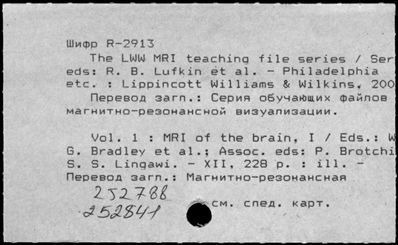 Шифр R-2913
The LWW MRI teaching file series / Ser
eds: R. B. Lufkin et al. - Philadelphia
etc. : Lippincott Williams & Wilkins, 200
Перевод загл.: Серия обучающих файлов
магнитно-резонансной визуализации.
Vol. 1 : MRI of the brain, I / Eds.: W
G. Bradley et al.; Assoc. eds: P. Brotchi
S. S. Lingawi. - XII, 228 p. : ill. -
Перевод загл.: Магнитно-резонансная
252788
252841
см. след. карт.